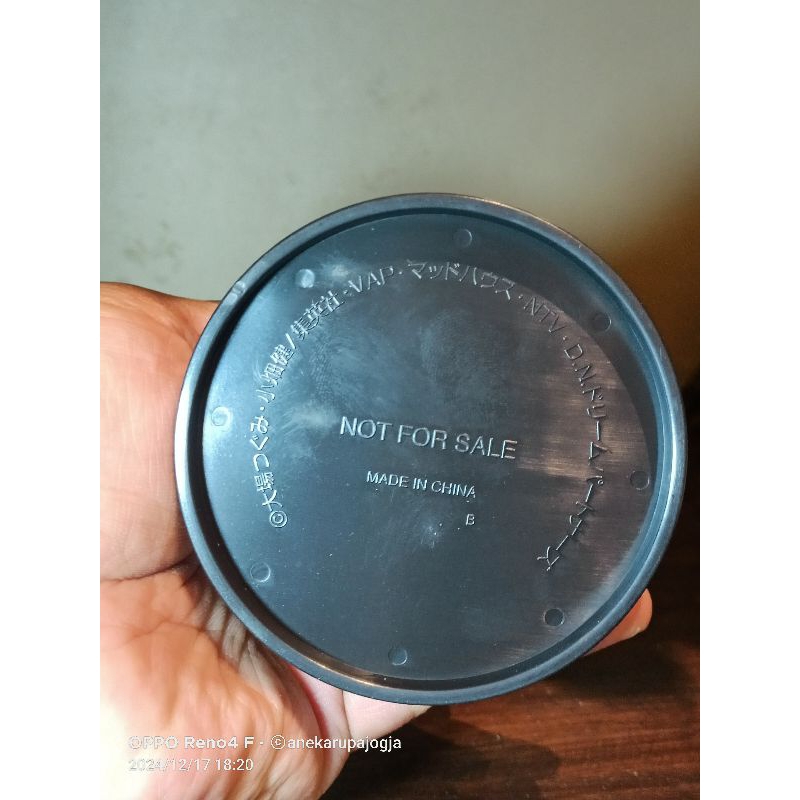 ©大場つぐみ・小畑健/集英社・VAP・マッドハウス・NTV・D.N.ドリームパートナーズ
NOT FOR SALE
MADE IN CHINA
B
OPPO Reno4 F · ©anekarupajogja
2024/12/17 18:20